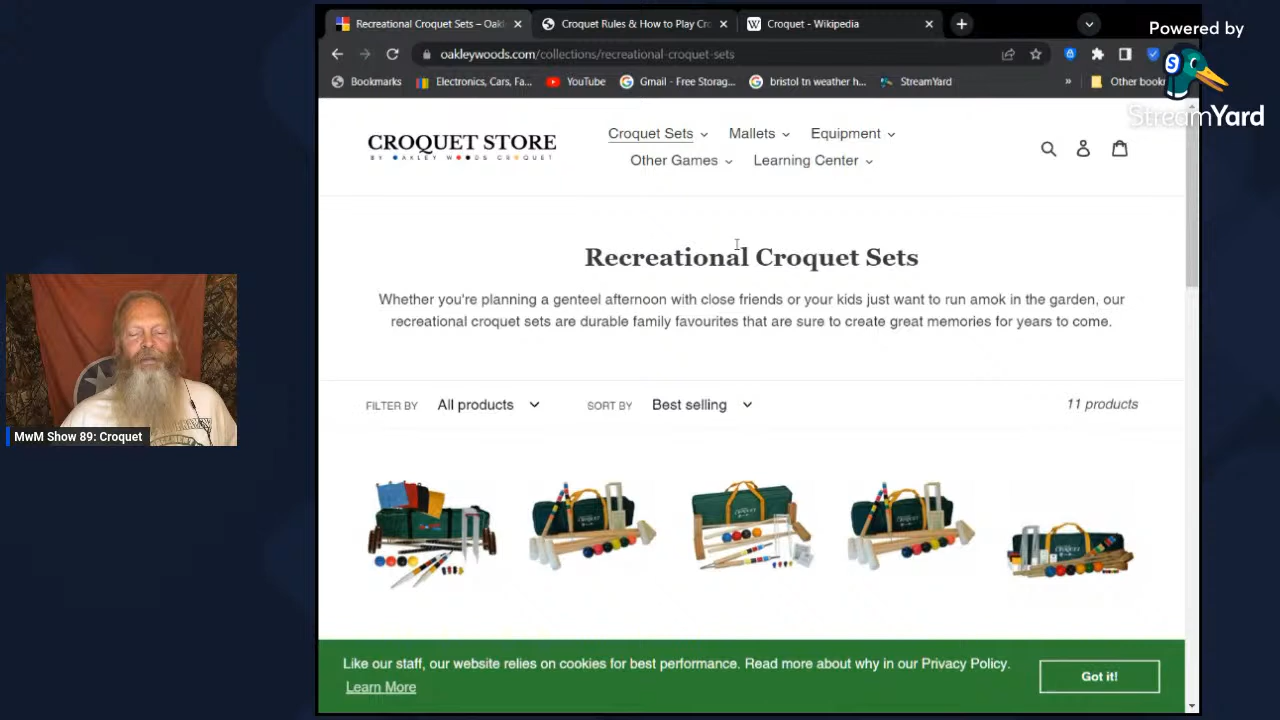 Recreational Croquet Sets – Oakl
Croquet Rules & How to Play Cro
Croquet - Wikipedia
Powered by
StreamYard
oakleywoods.com/collections/recreational-croquet-sets
Bookmarks
Electronics, Cars, Fa...
YouTube
Gmail - Free Storag...
bristol tn weather h...
StreamYard
»
Other book
CROQUET STORE
BY OAKLEY WOODS CROQUET
Croquet Sets
Mallets
Equipment
Other Games
Learning Center
Recreational Croquet Sets
Whether you're planning a genteel afternoon with close friends or your kids just want to run amok in the garden, our
recreational croquet sets are durable family favourites that are sure to create great memories for years to come.
FILTER BY
All products
SORT BY
Best selling
11 products
MwM Show 89: Croquet
Like our staff, our website relies on cookies for best performance. Read more about why in our Privacy Policy.
Learn More
Got it!